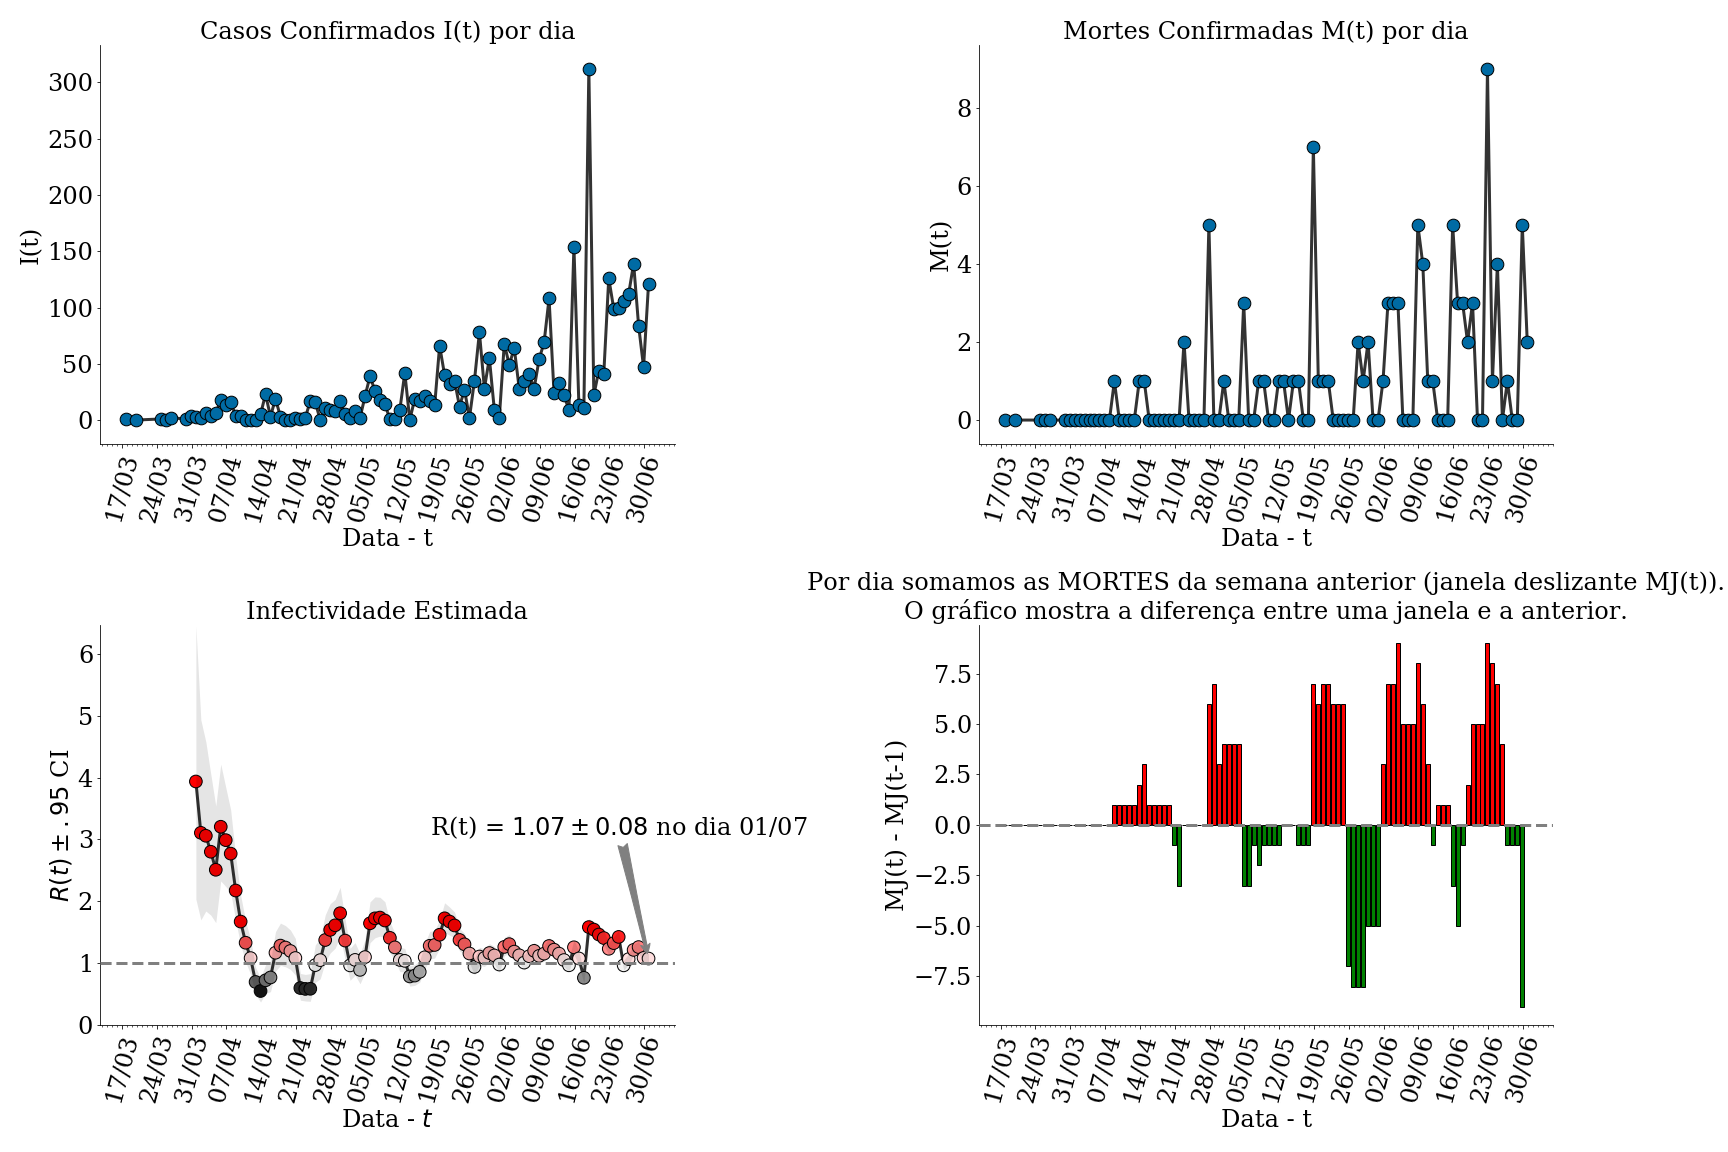 Casos Confirmados I(t) por dia
I(t)
300
250
200
150
100
50
0
17/03 24/03 31/03 07/04 14/04 21/04 28/04 05/05 12/05 19/05 26/05 02/06 09/06 16/06 23/06 30/06
Data - t
Mortes Confirmadas M(t) por dia
M(t)
8
6
4
2
0
17/03 24/03 31/03 07/04 14/04 21/04 28/04 05/05 12/05 19/05 26/05 02/06 09/06 16/06 23/06 30/06
Data - t
Infectividade Estimada
R(t) ± .95 CI
6
5
4
3
2
1
0
R(t) = 1.07 ± 0.08 no dia 01/07
17/03 24/03 31/03 07/04 14/04 21/04 28/04 05/05 12/05 19/05 26/05 02/06 09/06 16/06 23/06 30/06
Data - t
Por dia somamos as MORTES da semana anterior (janela deslizante MJ(t)).
O gráfico mostra a diferença entre uma janela e a anterior.
MJ(t) - MJ(t-1)
7.5
5.0
2.5
0.0
−2.5
−5.0
−7.5
17/03 24/03 31/03 07/04 14/04 21/04 28/04 05/05 12/05 19/05 26/05 02/06 09/06 16/06 23/06 30/06
Data - t